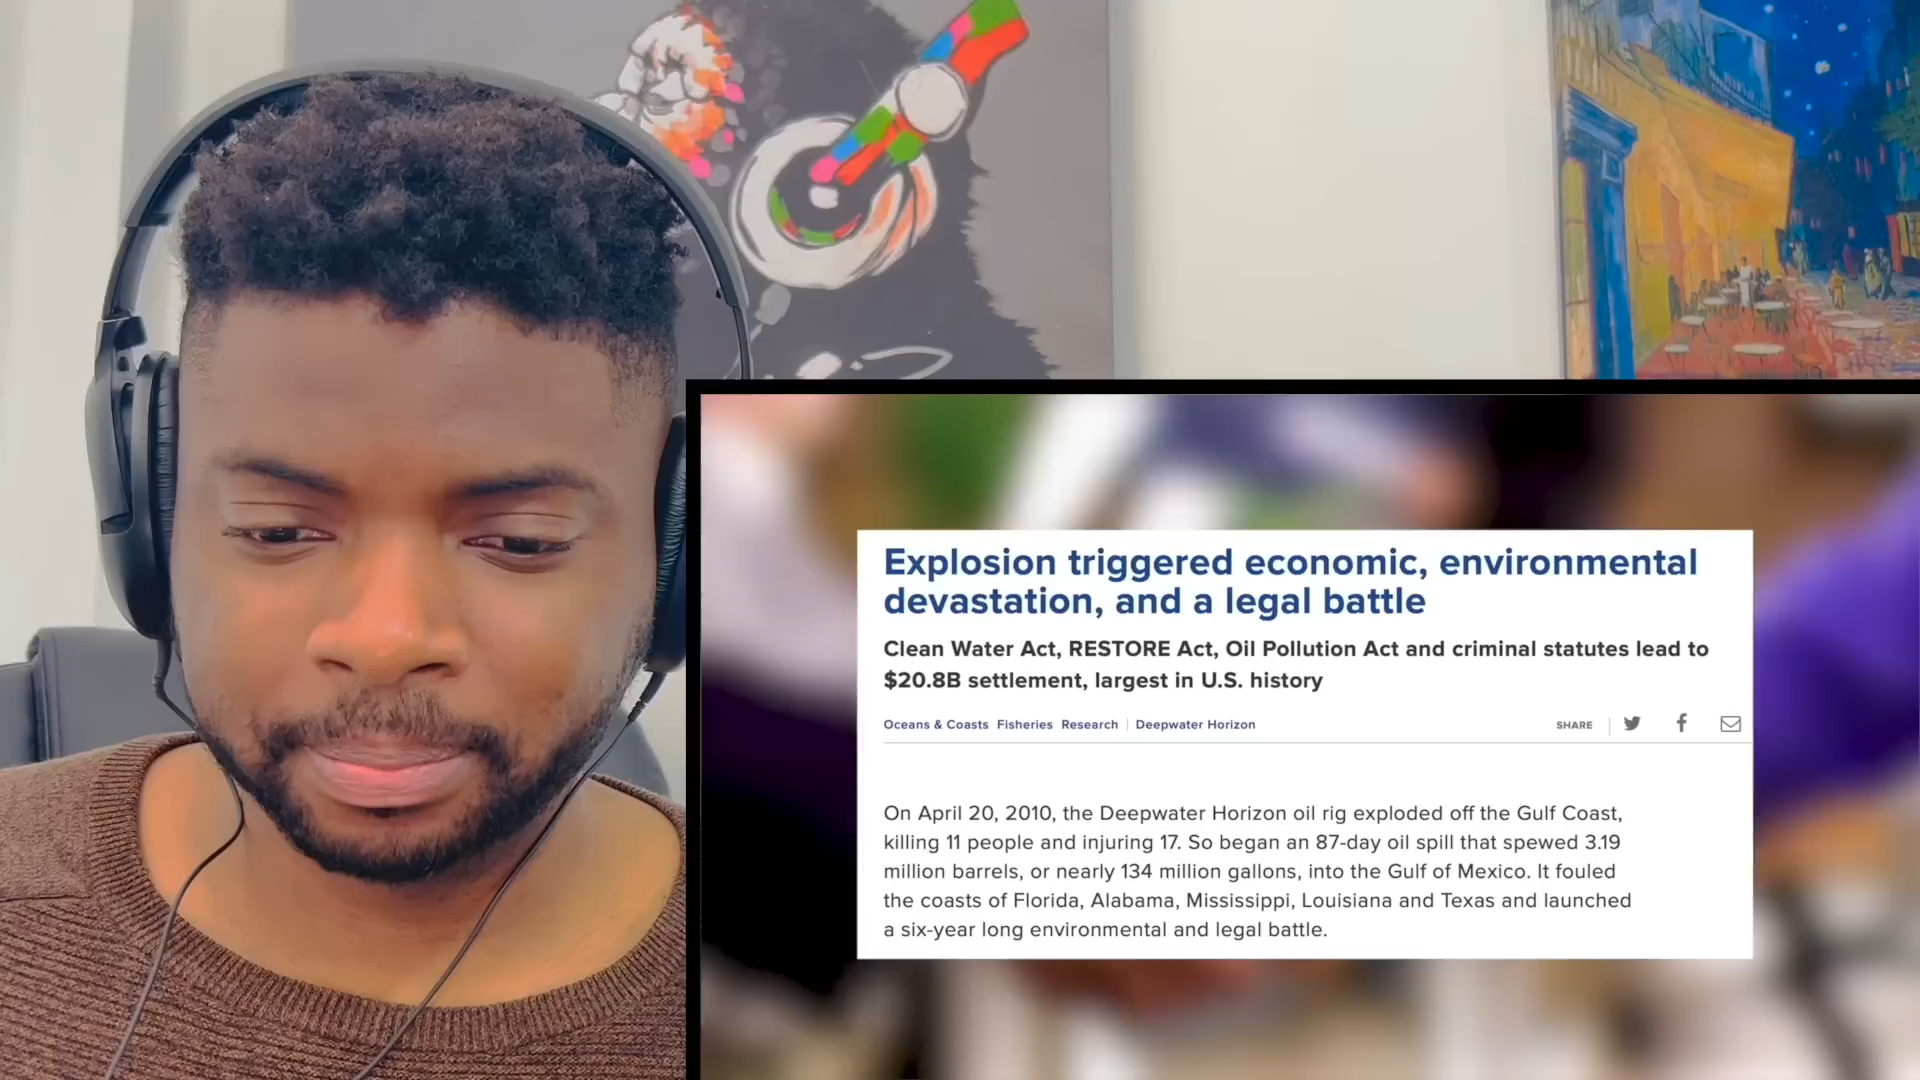 Explosion triggered economic, environmental
devastation, and a legal battle
Clean Water Act, RESTORE Act, Oil Pollution Act and criminal statutes lead to
$20.8B settlement, largest in U.S. history
Oceans & Coasts Fisheries Research | Deepwater Horizon SHARE
On April 20, 2010, the Deepwater Horizon oil rig exploded off the Gulf Coast,
killing 11 people and injuring 17. So began an 87-day oil spill that spewed 3.19
million barrels, or nearly 134 million gallons, into the Gulf of Mexico. It fouled
the coasts of Florida, Alabama, Mississippi, Louisiana and Texas and launched
a six-year long environmental and legal battle.